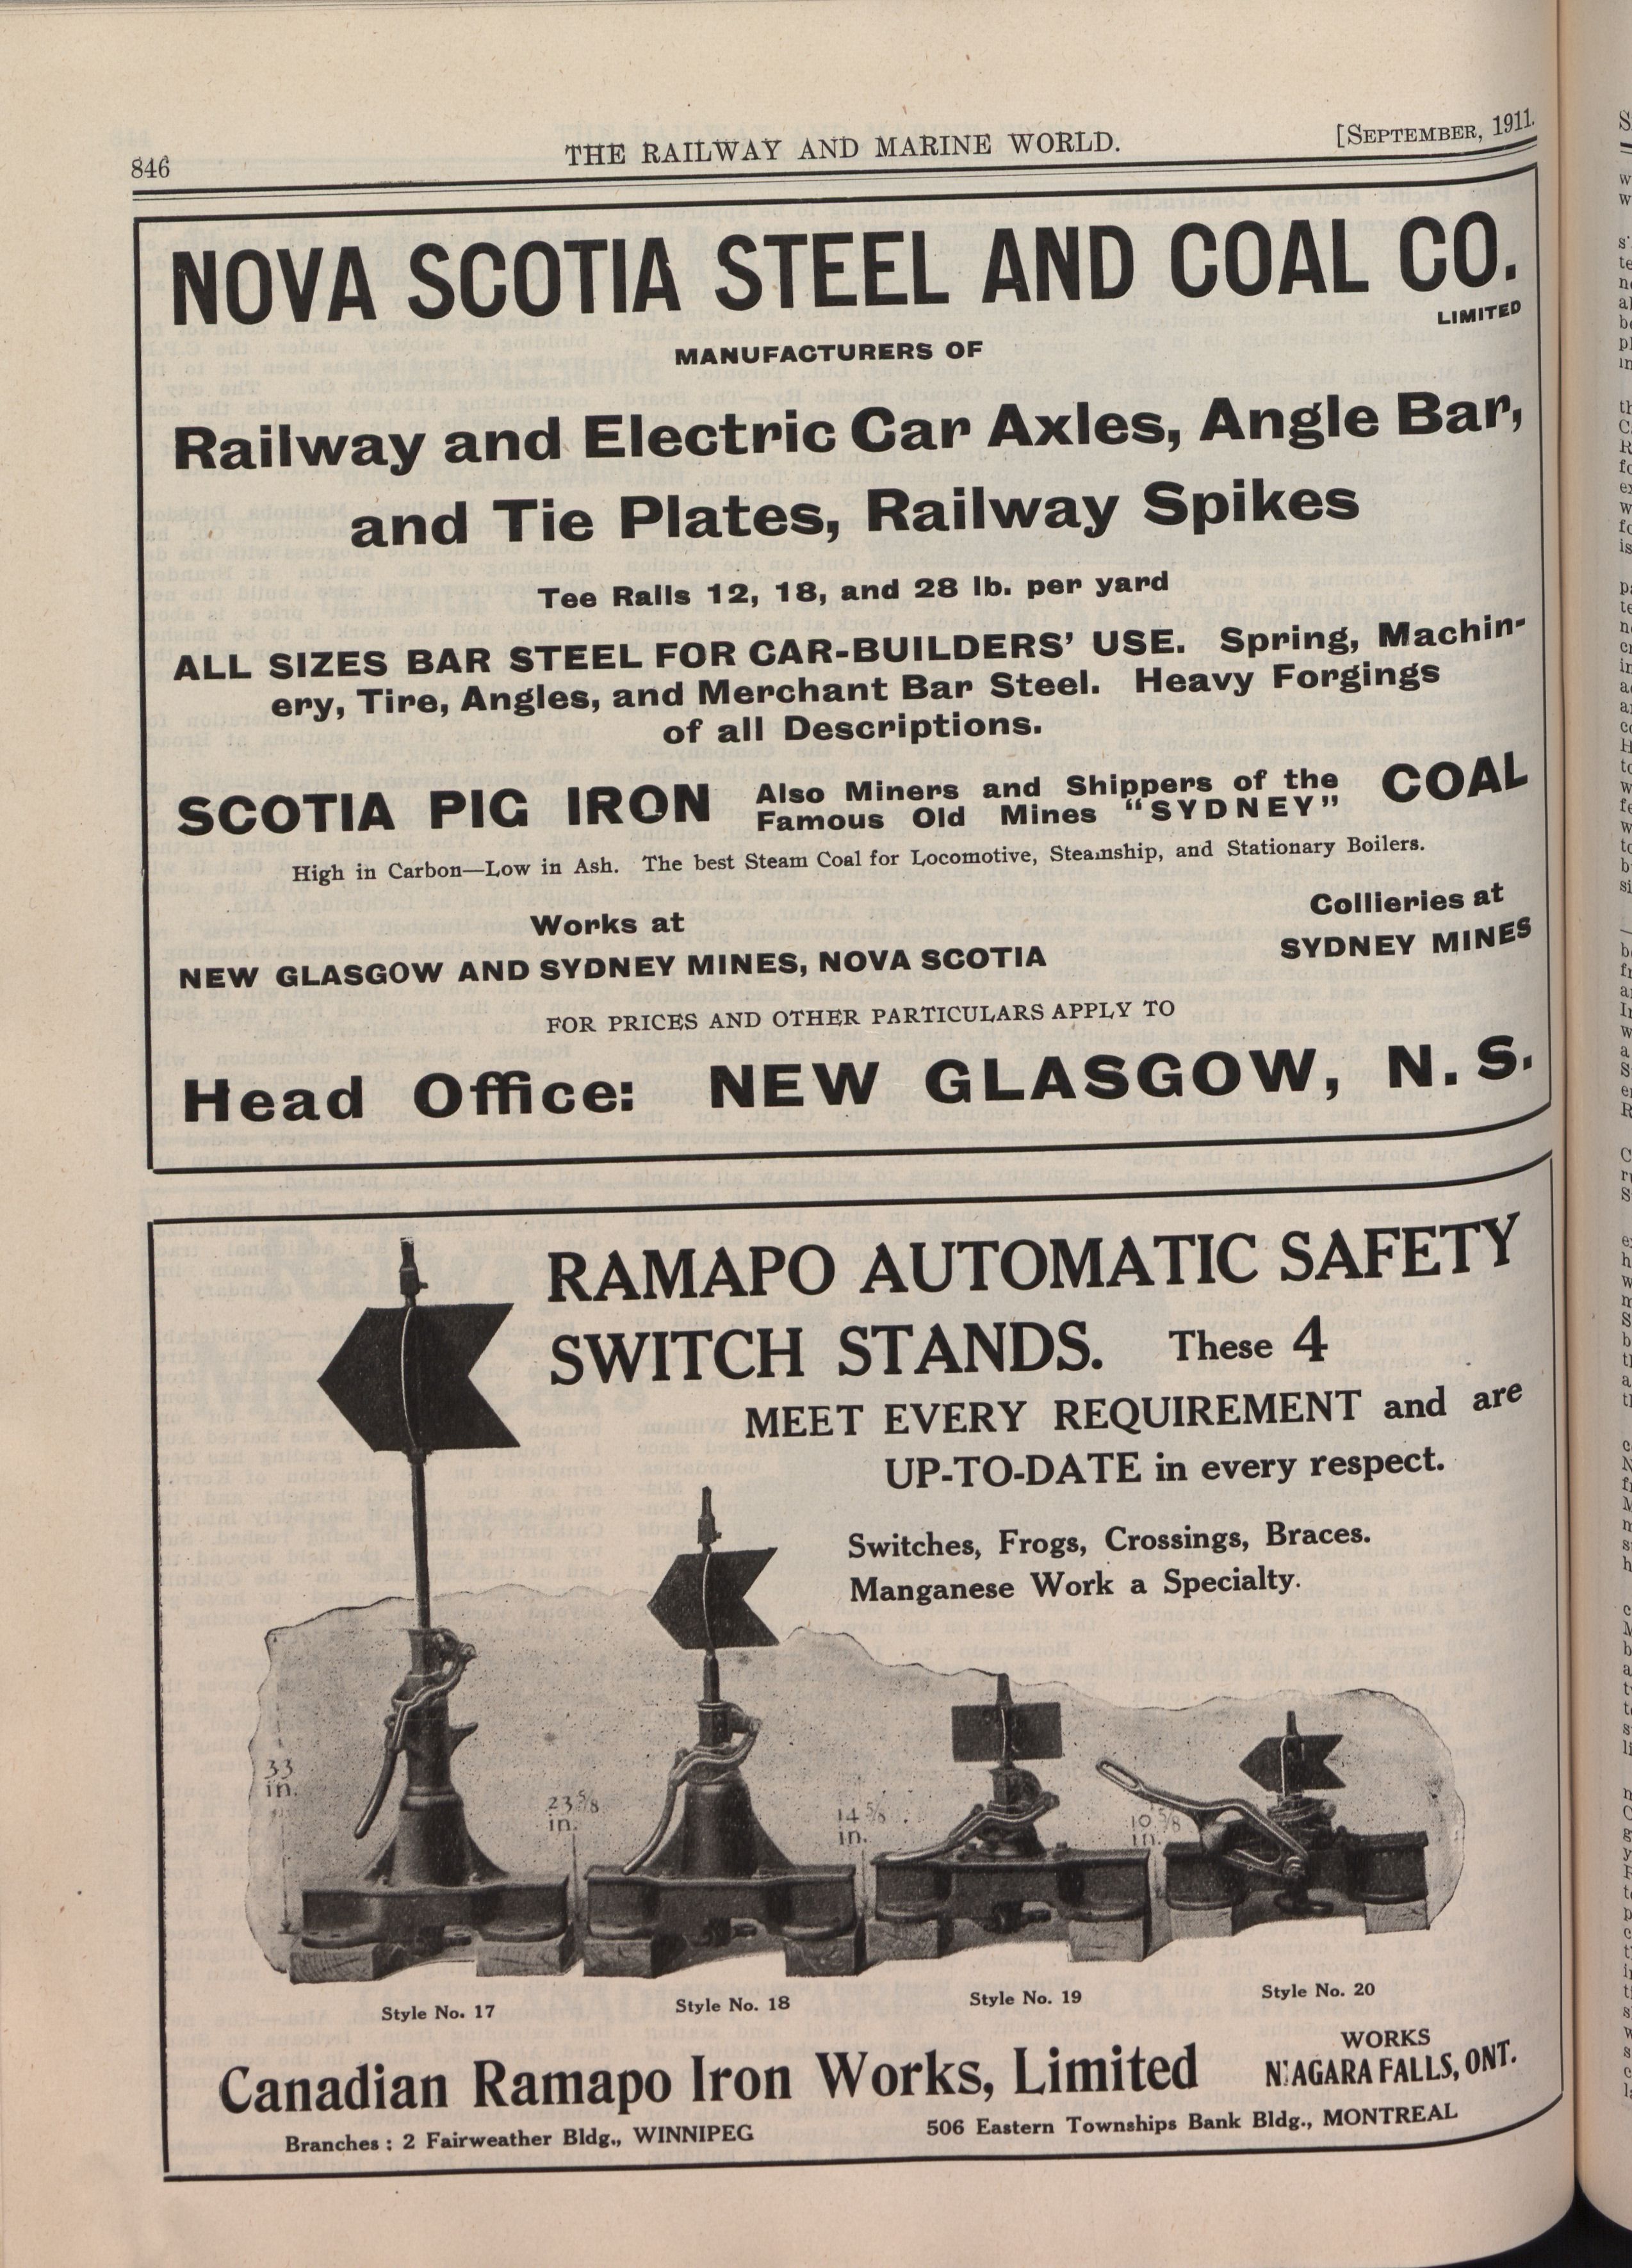 846
THE RAILWAY AND MARINE WORLD.
[SEPTEMBER, 1911.
NOVA SCOTIA STEEL AND COAL CO.
LIMITED
MANUFACTURERS OF
Railway and Electric Car Axles, Angle Bar,
and Tie Plates, Railway Spikes
Tee Rails 12, 18, and 28 lb. per yard
ALL SIZES BAR STEEL FOR CAR-BUILDERS' USE. Spring, Machin-
ery, Tire, Angles, and Merchant Bar Steel. Heavy Forgings
of all Descriptions.
SCOTIA PIG IRON
Also Miners and Shippers of the
Famous Old Mines "SYDNEY"
COAL
High in Carbon—Low in Ash. The best Steam Coal for Locomotive, Steamship, and Stationary Boilers.
Works at
NEW GLASGOW AND SYDNEY MINES, NOVA SCOTIA
Collieries at
SYDNEY MINES
FOR PRICES AND OTHER PARTICULARS APPLY TO
Head Office: NEW GLASGOW, N. S.
RAMAPO AUTOMATIC SAFETY
SWITCH STANDS. These 4
MEET EVERY REQUIREMENT and are
UP-TO-DATE in every respect.
Switches, Frogs, Crossings, Braces.
Manganese Work a Specialty.
33
in.
23 5/8
in.
14 5/8
in.
10 5/8
in.
Style No. 17
Style No. 18
Style No. 19
Style No. 20
Canadian Ramapo Iron Works, Limited
WORKS
NIAGARA FALLS, ONT.
Branches : 2 Fairweather Bldg., WINNIPEG
506 Eastern Townships Bank Bldg., MONTREAL